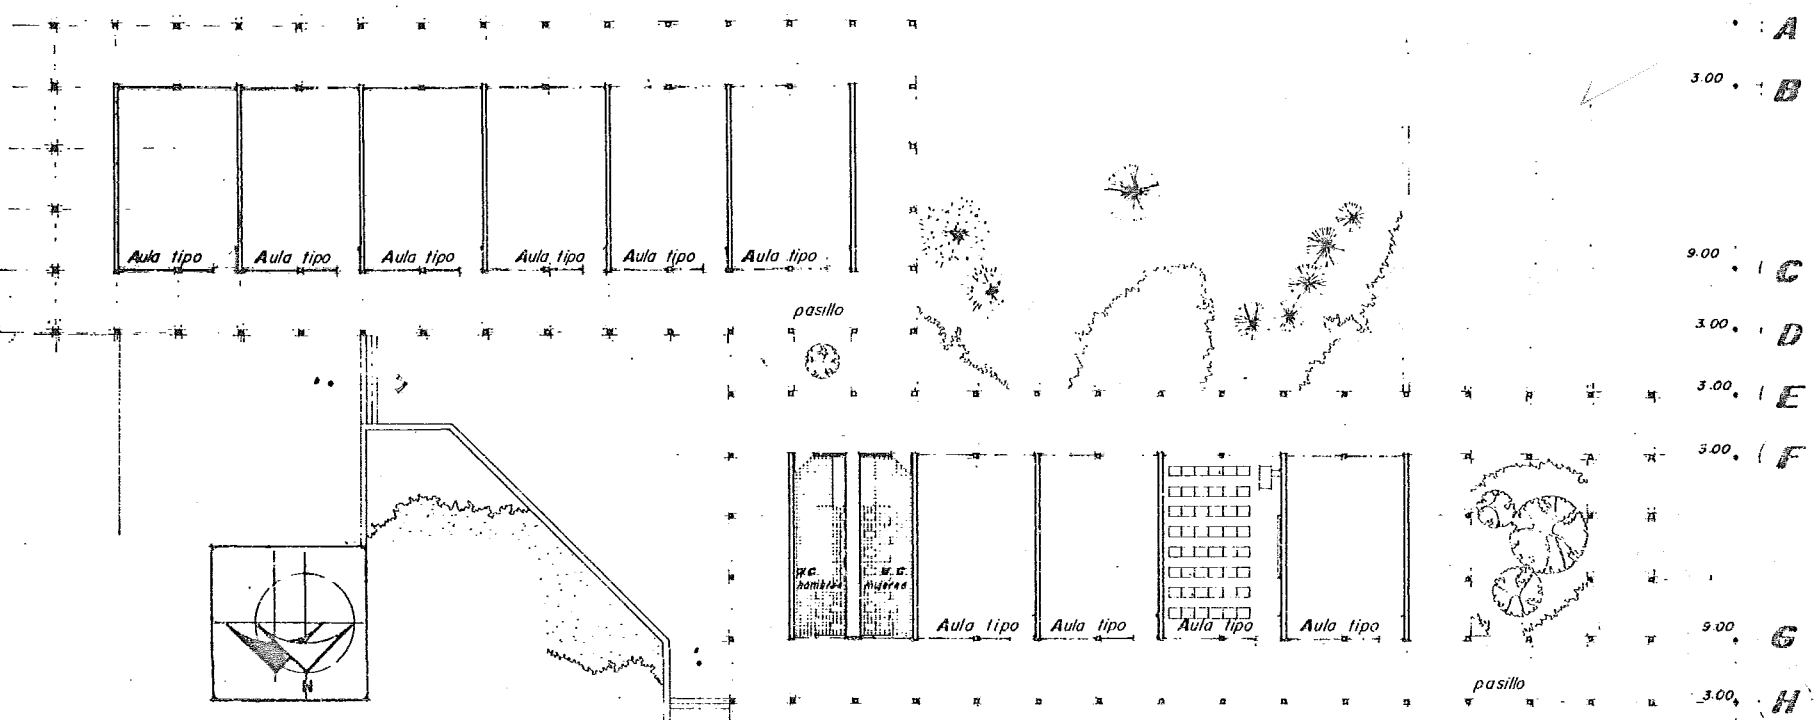 A
3.00
B
Aula tipo
Aula tipo
Aula tipo
Aula tipo
Aula tipo
Aula tipo
9.00
C
pasillo
3.00
D
3.00
E
3.00
F
W.C.
hombres
W.C.
mujeres
Aula tipo
Aula tipo
Aula tipo
Aula tipo
9.00
G
N
pasillo
3.00
H